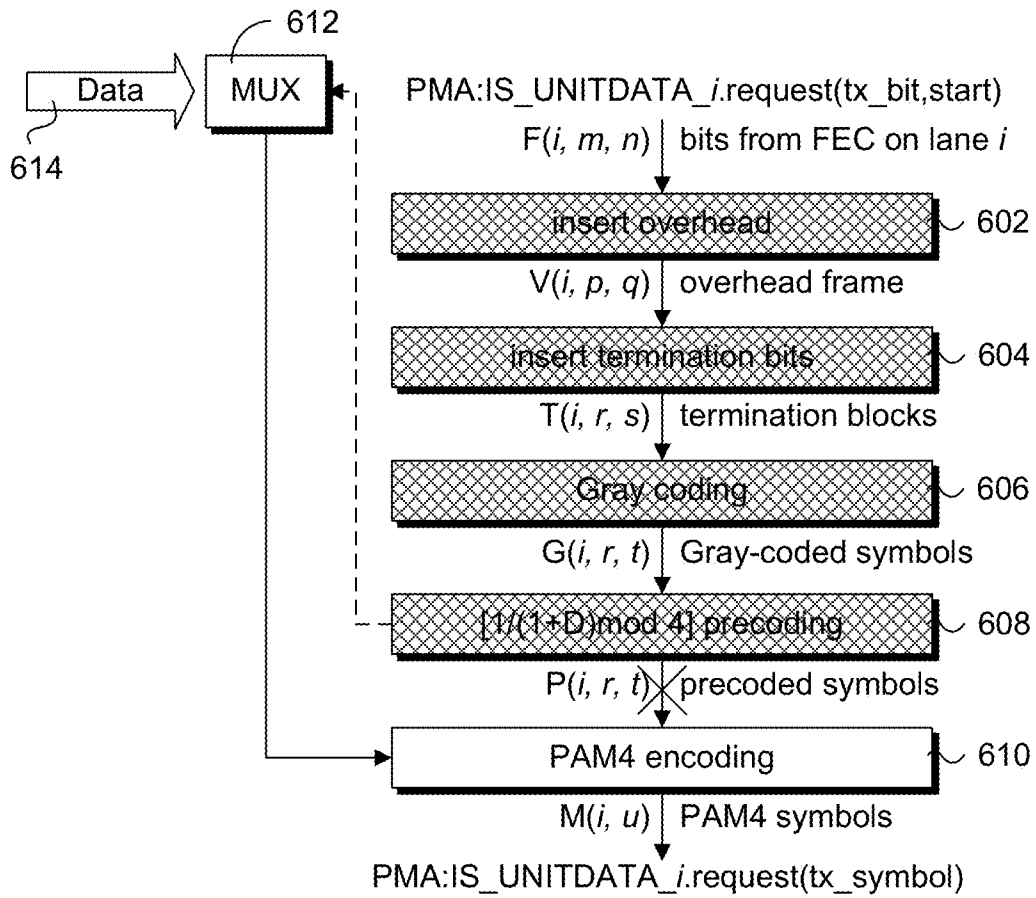 612
Data
MUX
614
PMA:IS_UNITDATA_i.request(tx_bit,start)
F(i, m, n) bits from FEC on lane i
insert overhead 602
V(i, p, q) overhead frame
insert termination bits 604
T(i, r, s) termination blocks
Gray coding 606
G(i, r, t) Gray-coded symbols
[1/(1+D)mod 4] precoding 608
P(i, r, t) precoded symbols
PAM4 encoding 610
M(i, u) PAM4 symbols
PMA:IS_UNITDATA_i.request(tx_symbol)